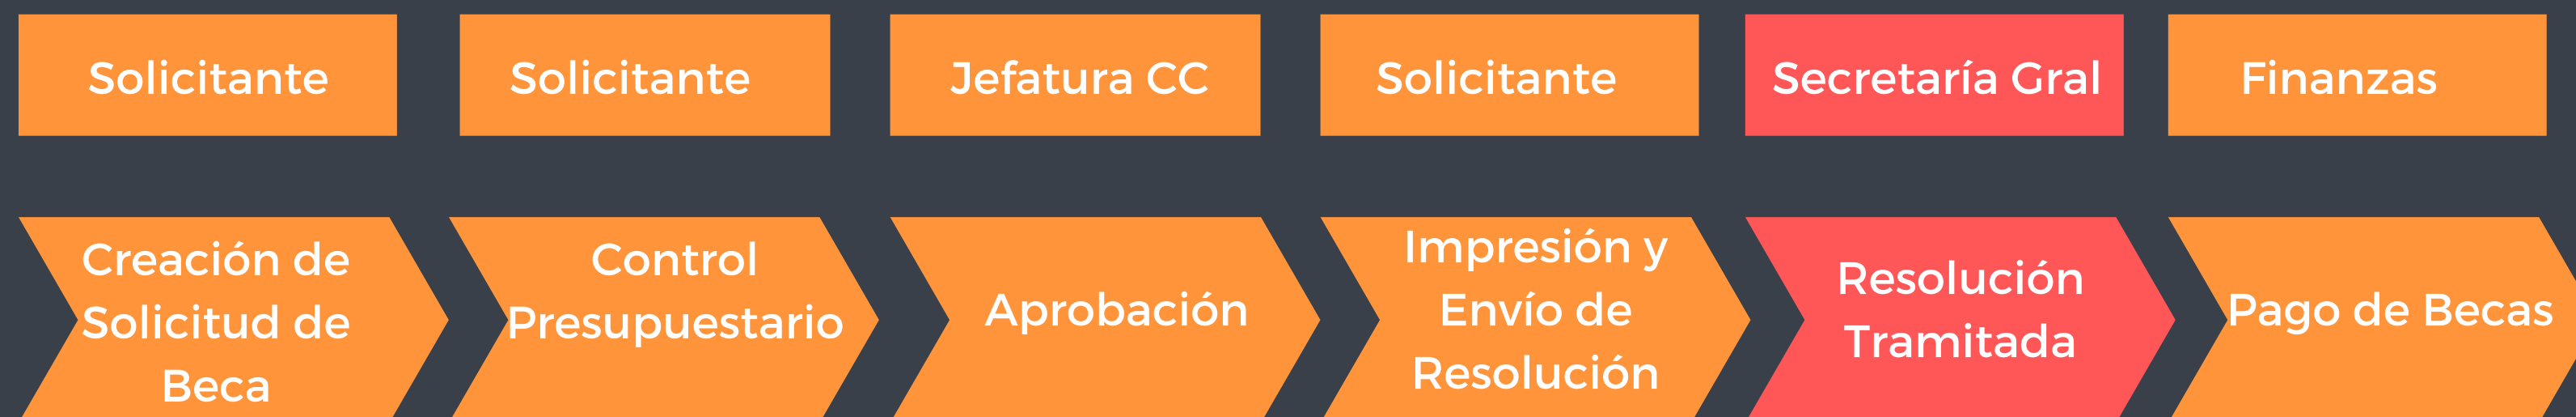 Solicitante
Solicitante
Jefatura CC
Solicitante
Secretaría Gral
Finanzas
Creación de
Solicitud de
Beca
Control
Presupuestario
Aprobación
Impresión y
Envío de
Resolución
Resolución
Tramitada
Pago de Becas